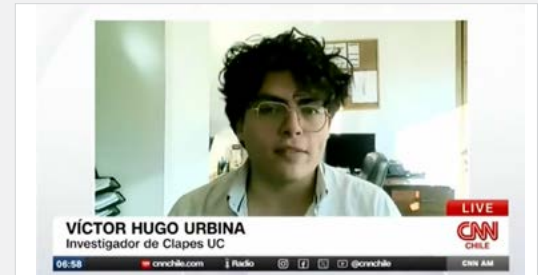 LIVE
VÍCTOR HUGO URBINA
Investigador de Clapes UC
CNN
CHILE
06:58 cnnchile.com Radio @cnnchile CNN AM